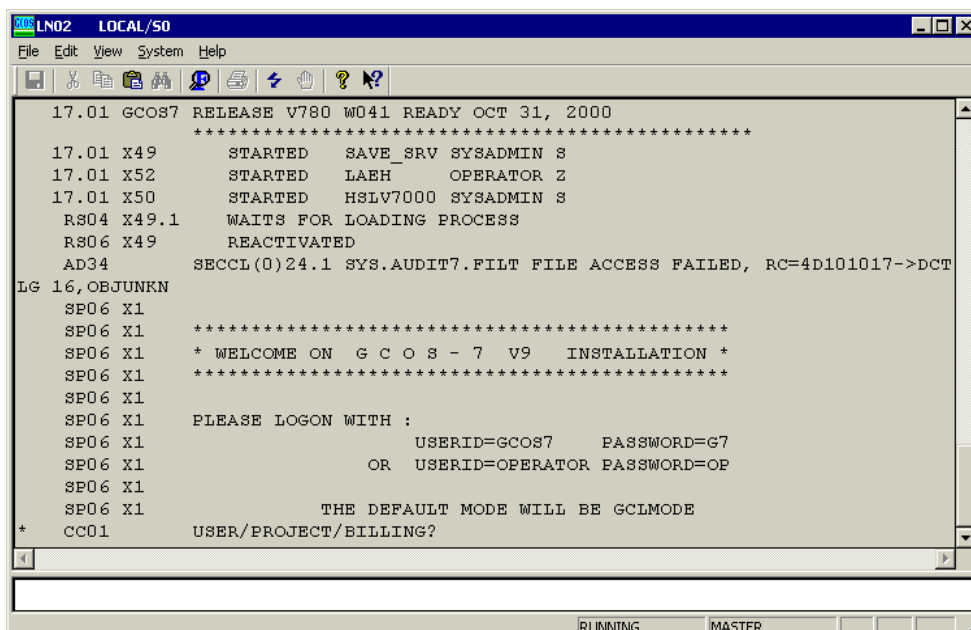 GCOS LN02 LOCAL/S0
File Edit View System Help
17.01 GCOS7 RELEASE V780 W041 READY OCT 31, 2000
************************************************
17.01 X49 STARTED SAVE_SRV SYSADMIN S
17.01 X52 STARTED LAEH OPERATOR Z
17.01 X50 STARTED HSLV7000 SYSADMIN S
RS04 X49.1 WAITS FOR LOADING PROCESS
RS06 X49 REACTIVATED
AD34 SECCL(0)24.1 SYS.AUDIT7.FILT FILE ACCESS FAILED, RC=4D101017->DCT
LG 16,OBJUNKN
SP06 X1
SP06 X1 **********************************************
SP06 X1 * WELCOME ON G C O S - 7 V9 INSTALLATION *
SP06 X1 **********************************************
SP06 X1
SP06 X1 PLEASE LOGON WITH :
SP06 X1 USERID=GCOS7 PASSWORD=G7
SP06 X1 OR USERID=OPERATOR PASSWORD=OP
SP06 X1
SP06 X1 THE DEFAULT MODE WILL BE GCLMODE
* CC01 USER/PROJECT/BILLING?
RUNNING MASTER